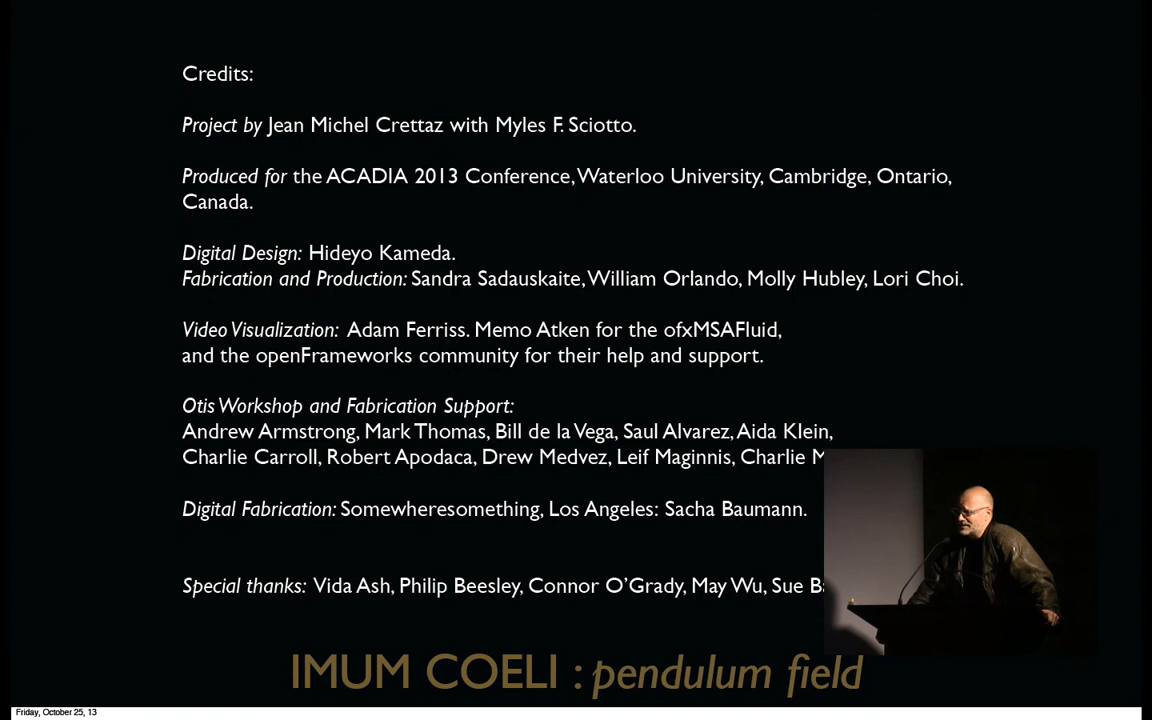 Credits:
Project by Jean Michel Crettaz with Myles F. Sciotto.
Produced for the ACADIA 2013 Conference, Waterloo University, Cambridge, Ontario,
Canada.
Digital Design: Hideyo Kameda.
Fabrication and Production: Sandra Sadauskaite, William Orlando, Molly Hubley, Lori Choi.
Video Visualization: Adam Ferriss. Memo Atken for the ofxMSAFluid,
and the openFrameworks community for their help and support.
Otis Workshop and Fabrication Support:
Andrew Armstrong, Mark Thomas, Bill de la Vega, Saul Alvarez, Aida Klein,
Charlie Carroll, Robert Apodaca, Drew Medvez, Leif Maginnis, Charlie
Digital Fabrication: Somewheresomething, Los Angeles: Sacha Baumann.
Special thanks: Vida Ash, Philip Beesley, Connor O'Grady, May Wu, Sue
IMUM COELI : pendulum field
Friday, October 25, 13